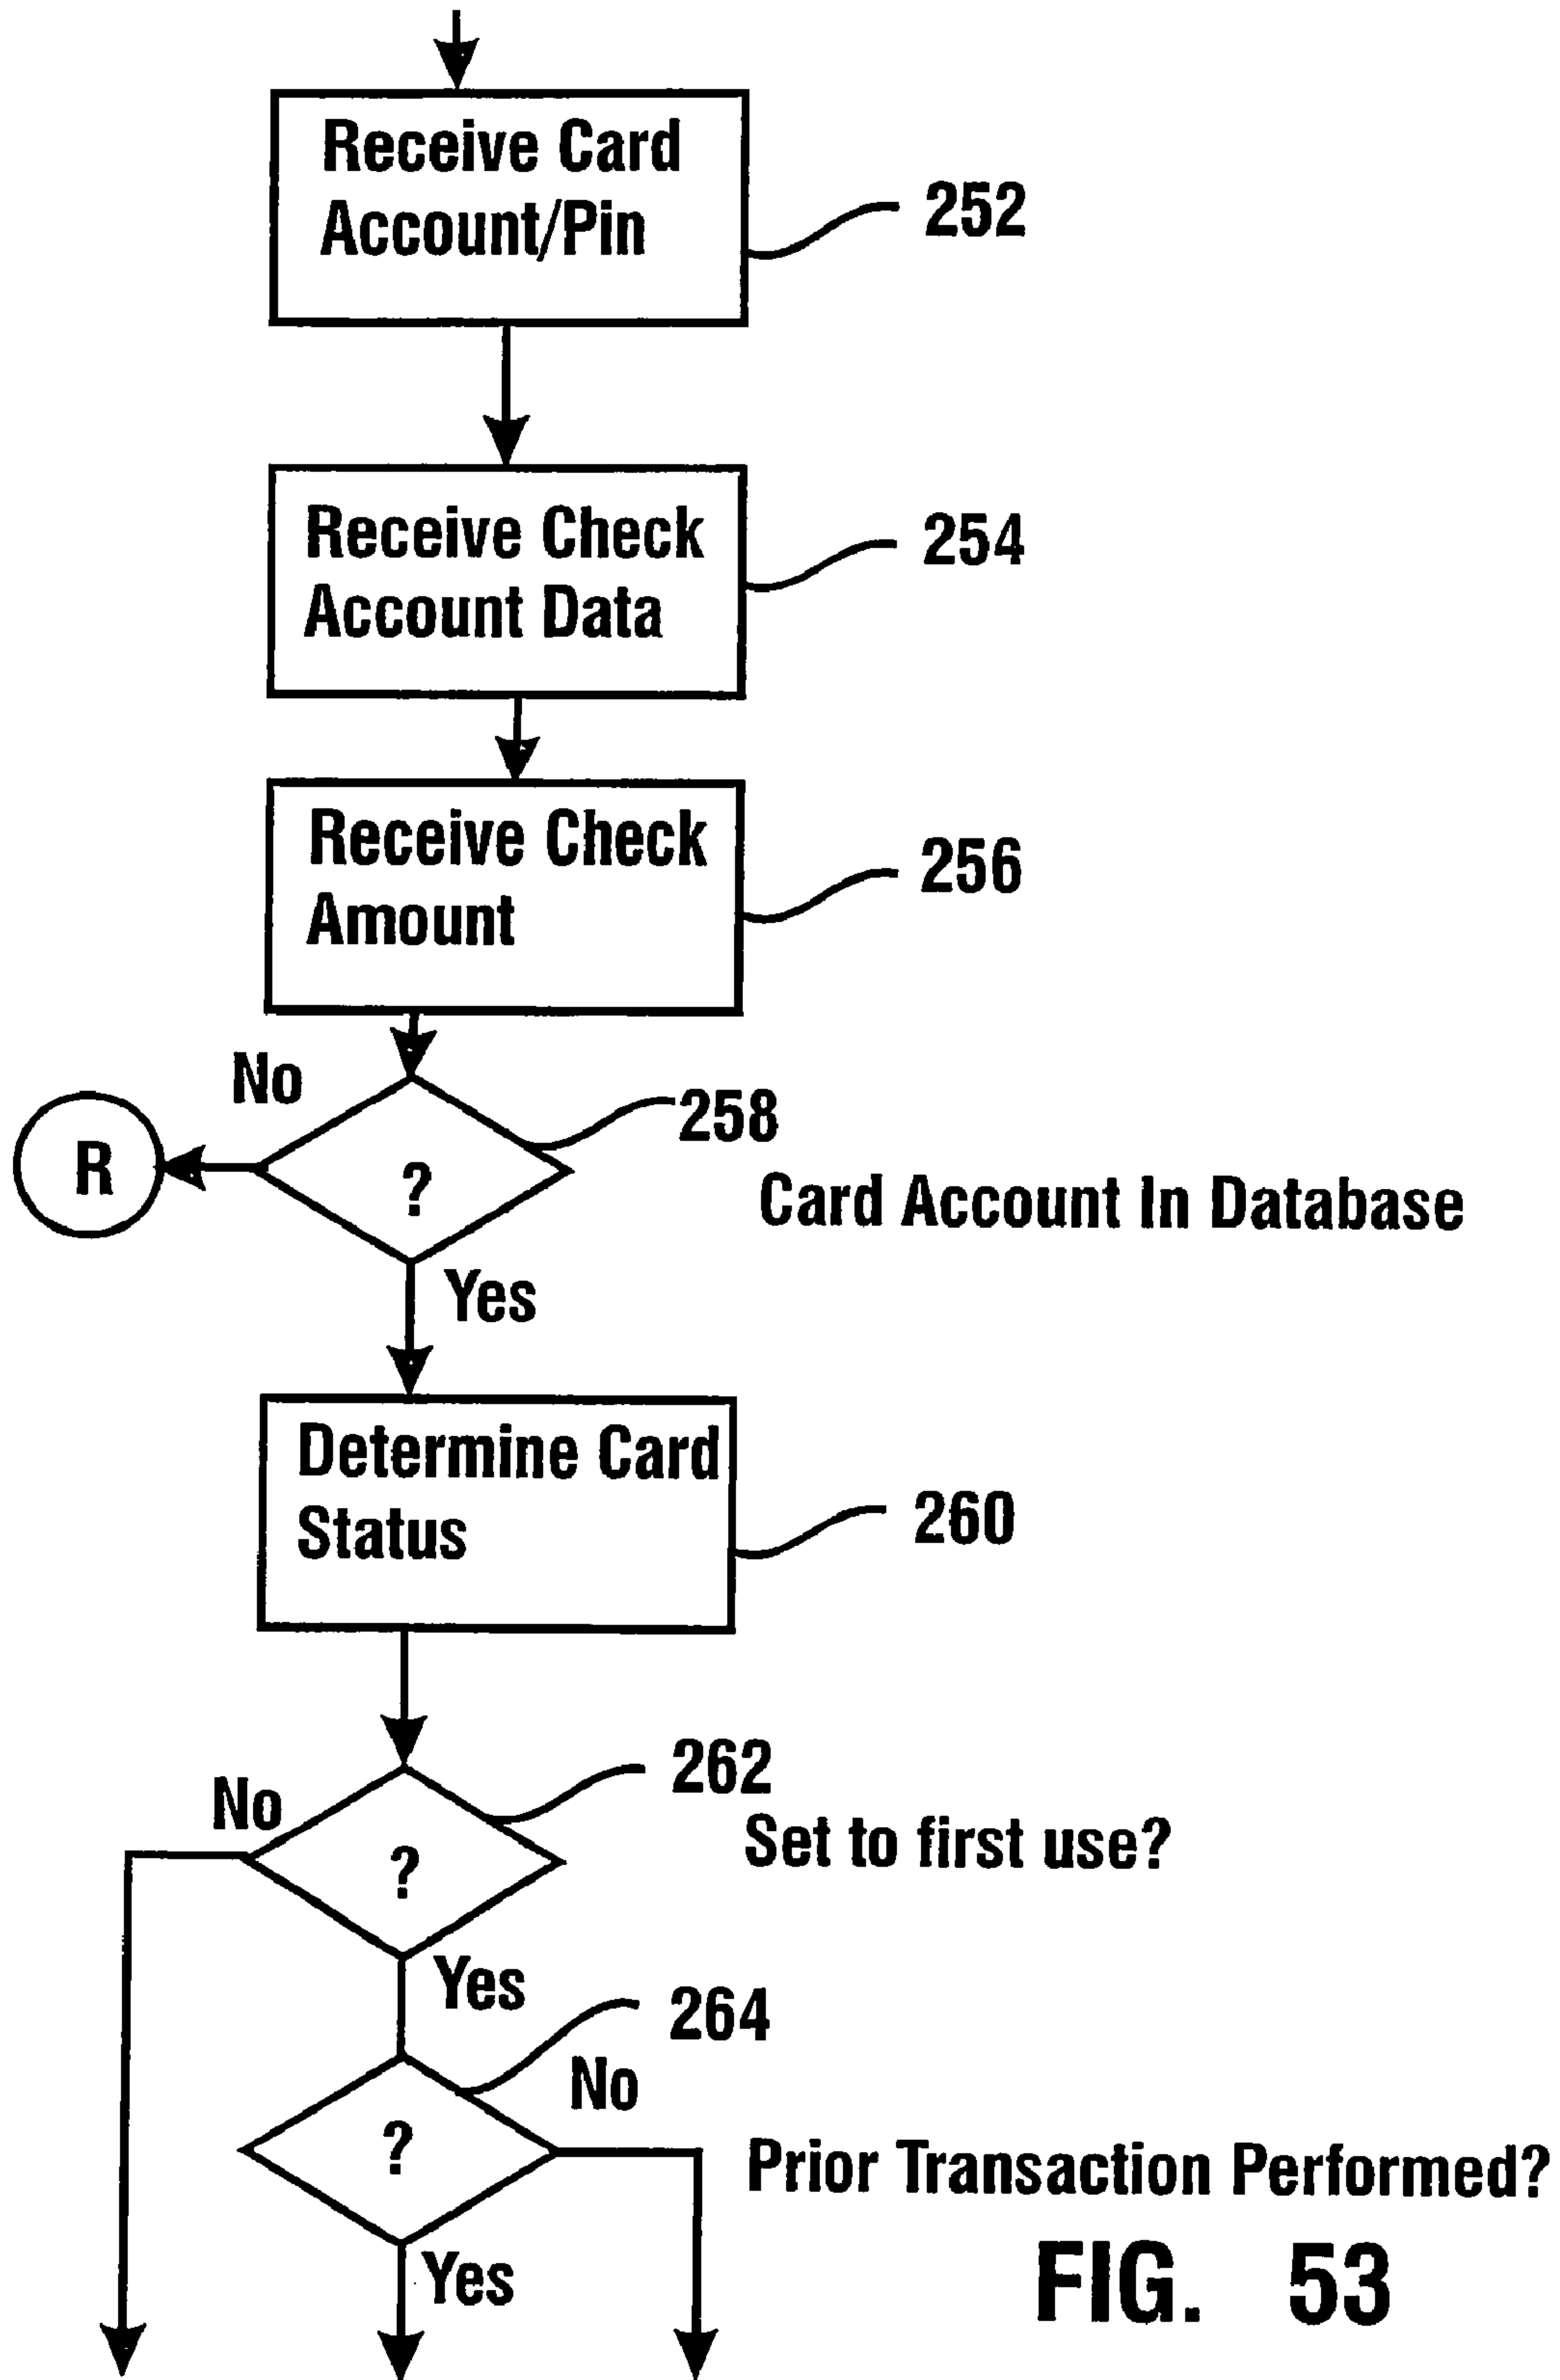 Receive Card
Account/Pin
252
Receive Check
Account Data
254
Receive Check
Amount
256
No
R
?
258
Card Account In Database
Yes
Determine Card
Status
260
No
?
262
Set to first use?
Yes
264
No
?
Prior Transaction Performed?
Yes
FIG. 53